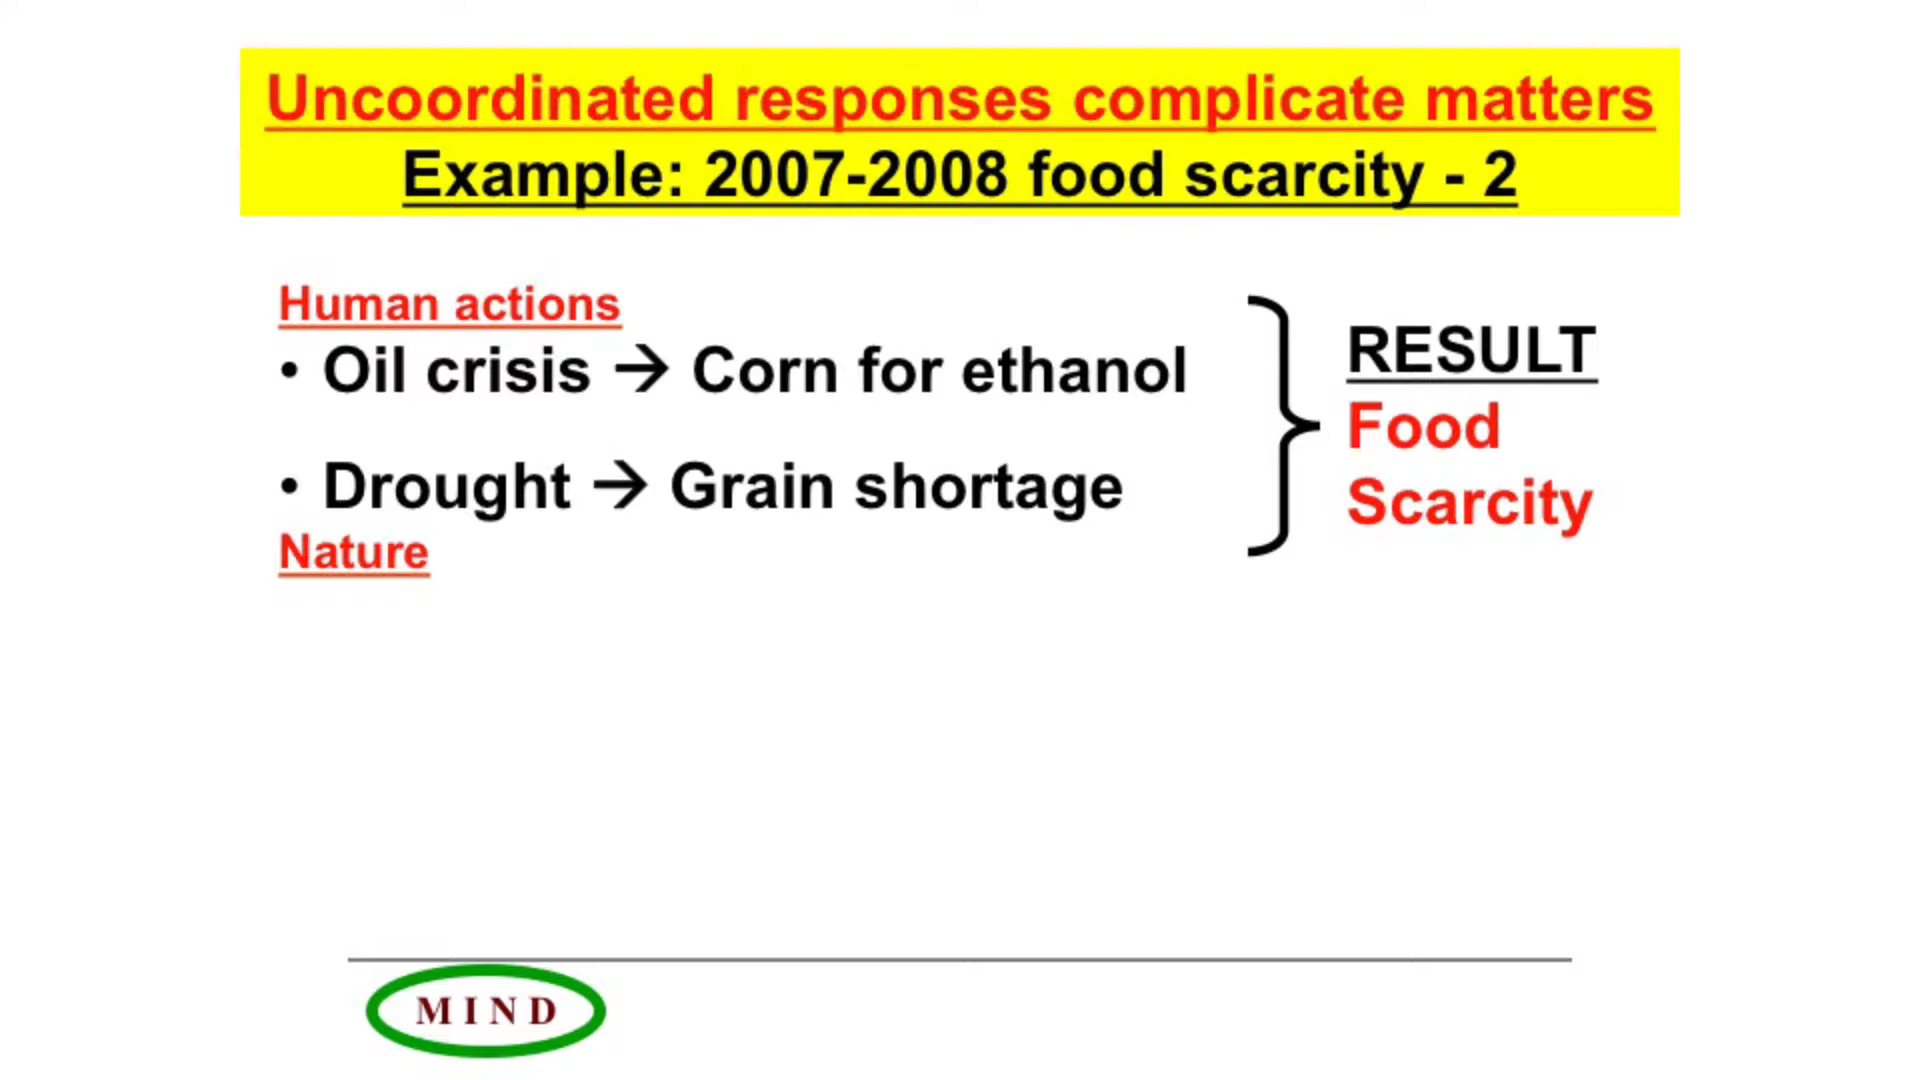 Uncoordinated responses complicate matters
Example: 2007-2008 food scarcity - 2
Human actions
• Oil crisis → Corn for ethanol
• Drought → Grain shortage
Nature
RESULT
Food
Scarcity
MIND